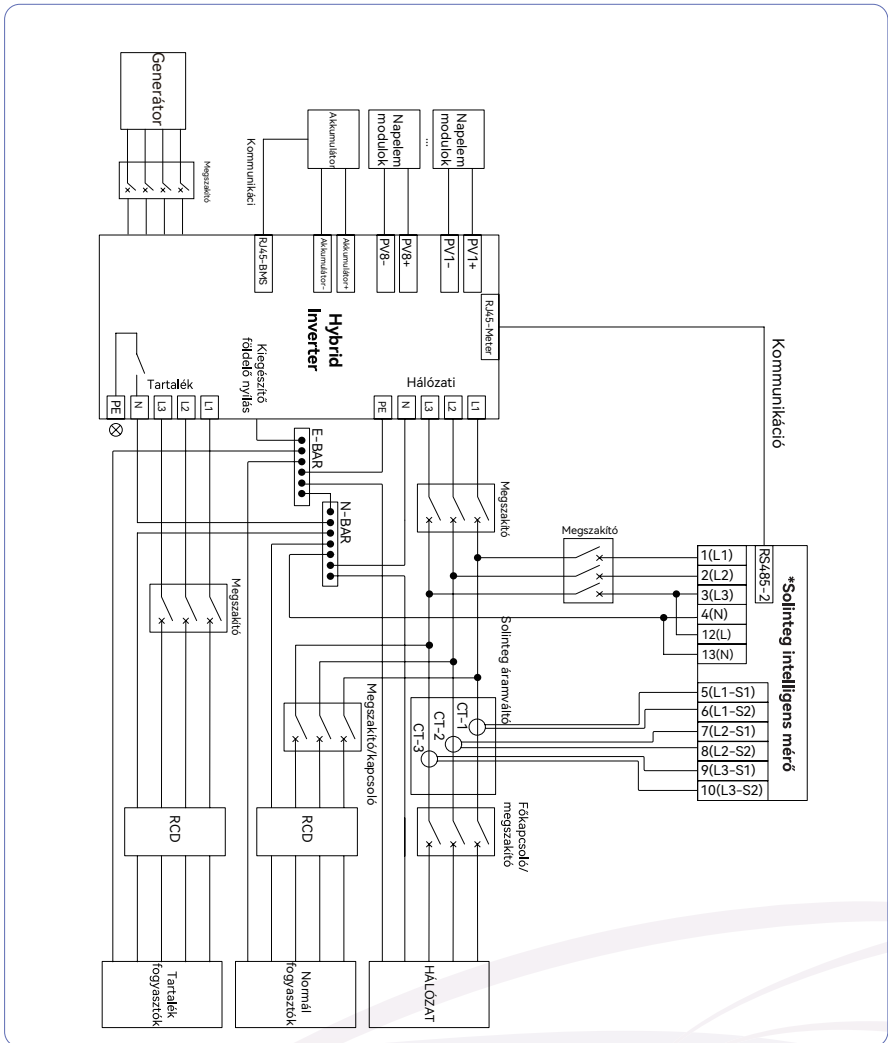 Generátor
Megszakító
Kommunikáci
Akkumulátor
Napelem
modulok
...
Napelem
modulok
RJ45-BMS
Akkumulátor-
Akkumulátor+
PV8-
PV8+
PV1-
PV1+
RJ45-Meter
Hybrid
Inverter
Kommunikáció
Tartalék
Kiegészítő
földelő nyílás
Hálózati
PE
N
L3
L2
L1
PE
N
L3
L2
L1
E-BAR
N-BAR
Megszakító
Megszakító
Megszakító
*Solinteg intelligens mérő
RS485-2
1(L1)
2(L2)
3(L3)
4(N)
12(L)
13(N)
5(L1-S1)
6(L1-S2)
7(L2-S1)
8(L2-S2)
9(L3-S1)
10(L3-S2)
Solinteg áramváltó
CT-1
CT-2
CT-3
Megszakító/kapcsoló
Főkapcsoló/
megszakító
RCD
RCD
Tartalék
fogyasztók
Normál
fogyasztók
HÁLÓZAT